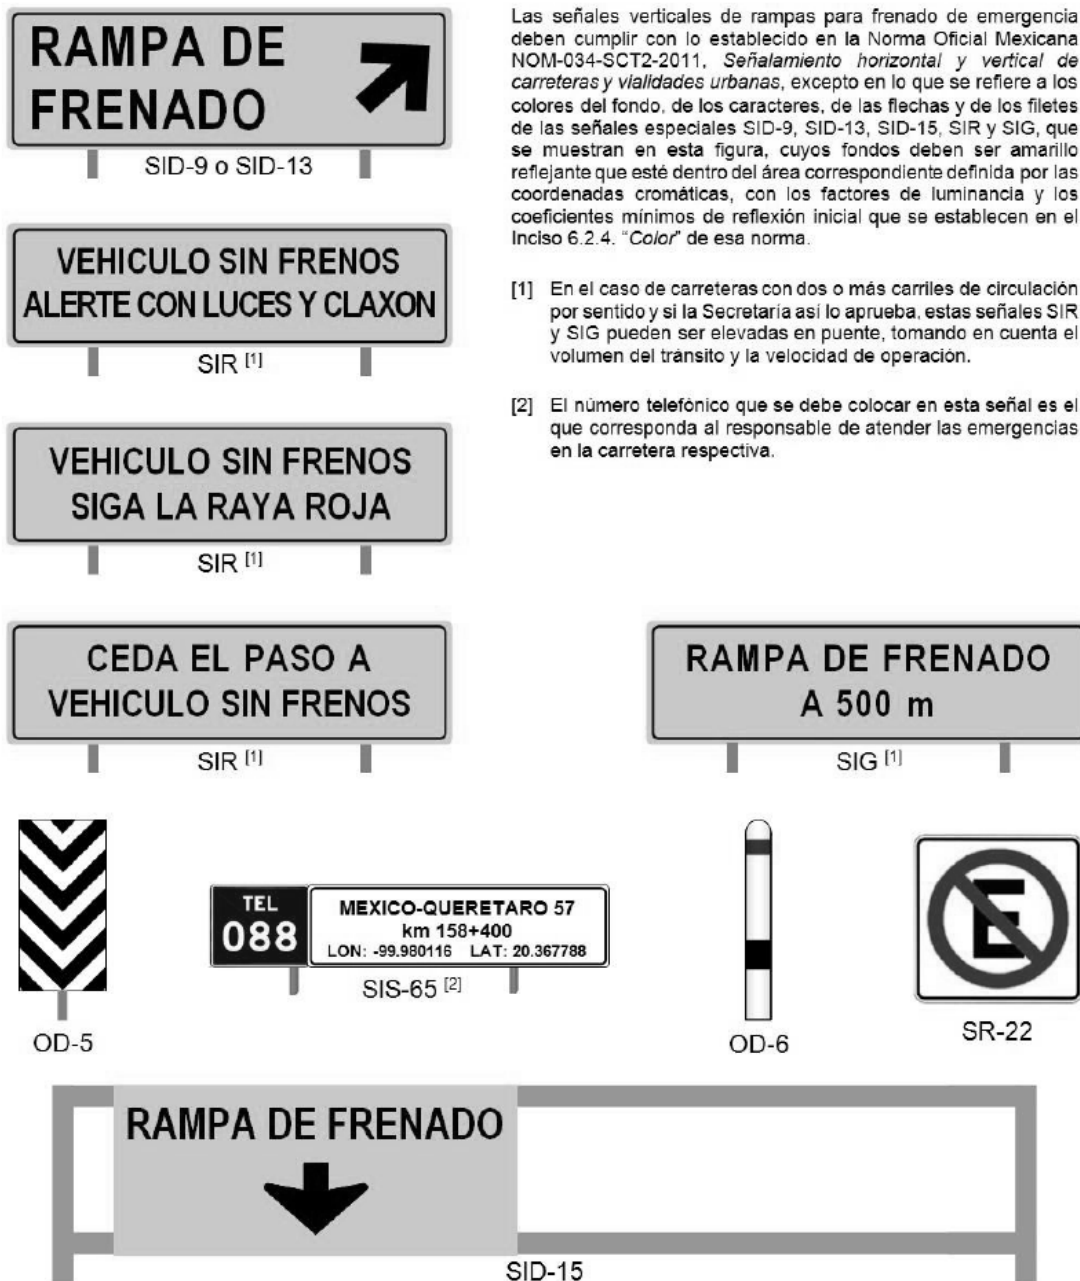 RAMPA DE
FRENADO
SID-9 o SID-13
VEHICULO SIN FRENOS
ALERTE CON LUCES Y CLAXON
SIR [1]
VEHICULO SIN FRENOS
SIGA LA RAYA ROJA
SIR [1]
Las señales verticales de rampas para frenado de emergencia
deben cumplir con lo establecido en la Norma Oficial Mexicana
NOM-034-SCT2-2011, Señalamiento horizontal y vertical de
carreteras y vialidades urbanas, excepto en lo que se refiere a los
colores del fondo, de los caracteres, de las flechas y de los filetes
de las señales especiales SID-9, SID-13, SID-15, SIR y SIG, que
se muestran en esta figura, cuyos fondos deben ser amarillo
reflejante que esté dentro del área correspondiente definida por las
coordenadas cromáticas, con los factores de luminancia y los
coeficientes mínimos de reflexión inicial que se establecen en el
Inciso 6.2.4. “Color” de esa norma.
[1] En el caso de carreteras con dos o más carriles de circulación
por sentido y si la Secretaría así lo aprueba, estas señales SIR
y SIG pueden ser elevadas en puente, tomando en cuenta el
volumen del tránsito y la velocidad de operación.
[2] El número telefónico que se debe colocar en esta señal es el
que corresponda al responsable de atender las emergencias
en la carretera respectiva.
CEDA EL PASO A
VEHICULO SIN FRENOS
SIR [1]
RAMPA DE FRENADO
A 500 m
SIG [1]
OD-5
TEL
088
MEXICO-QUERETARO 57
km 158+400
LON: -99.980116 LAT: 20.367788
SIS-65 [2]
OD-6
E
SR-22
RAMPA DE FRENADO
SID-15